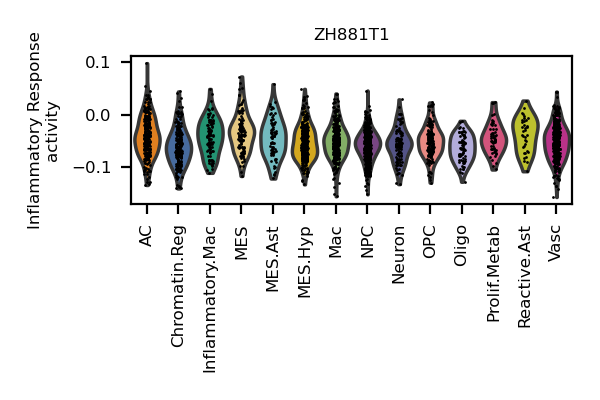 ZH881T1
Inflammatory Response
activity
0.1
0.0
−0.1
AC
Chromatin.Reg
Inflammatory.Mac
MES
MES.Ast
MES.Hyp
Mac
NPC
Neuron
OPC
Oligo
Prolif.Metab
Reactive.Ast
Vasc